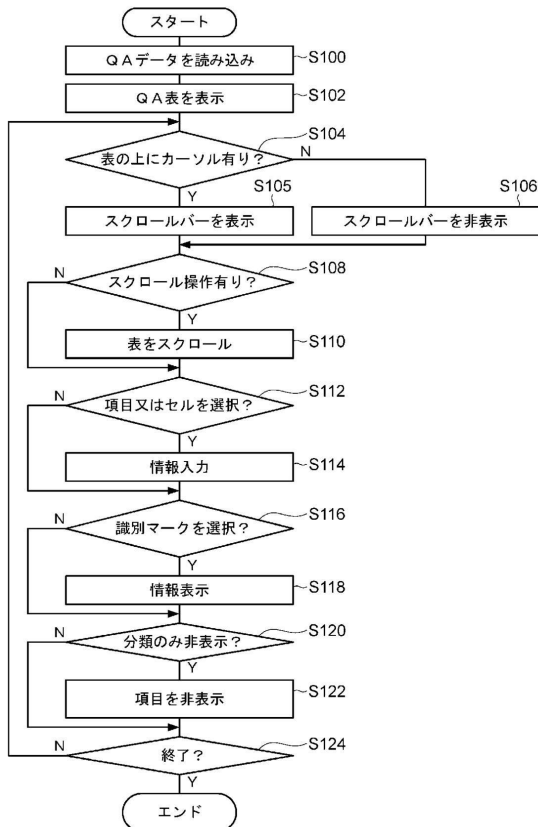 スタート
QAデータを読み込み
S100
QA表を表示
S102
S104
表の上にカーソル有り?
N
Y
S105
S106
スクロールバーを表示
スクロールバーを非表示
S108
N
スクロール操作有り?
Y
表をスクロール
S110
S112
N
項目又はセルを選択?
Y
情報入力
S114
S116
N
識別マークを選択?
Y
情報表示
S118
S120
N
分類のみ非表示?
Y
項目を非表示
S122
S124
N
終了?
Y
エンド